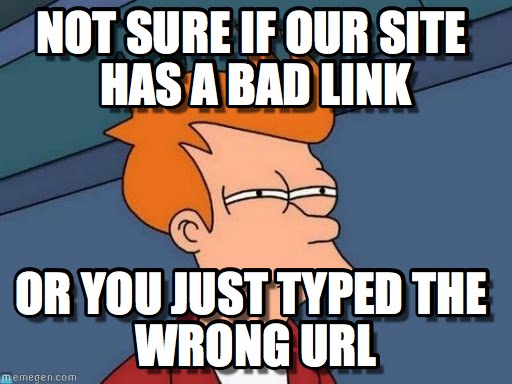 NOT SURE IF OUR SITE
HAS A BAD LINK
OR YOU JUST TYPED THE
WRONG URL
memegen.com